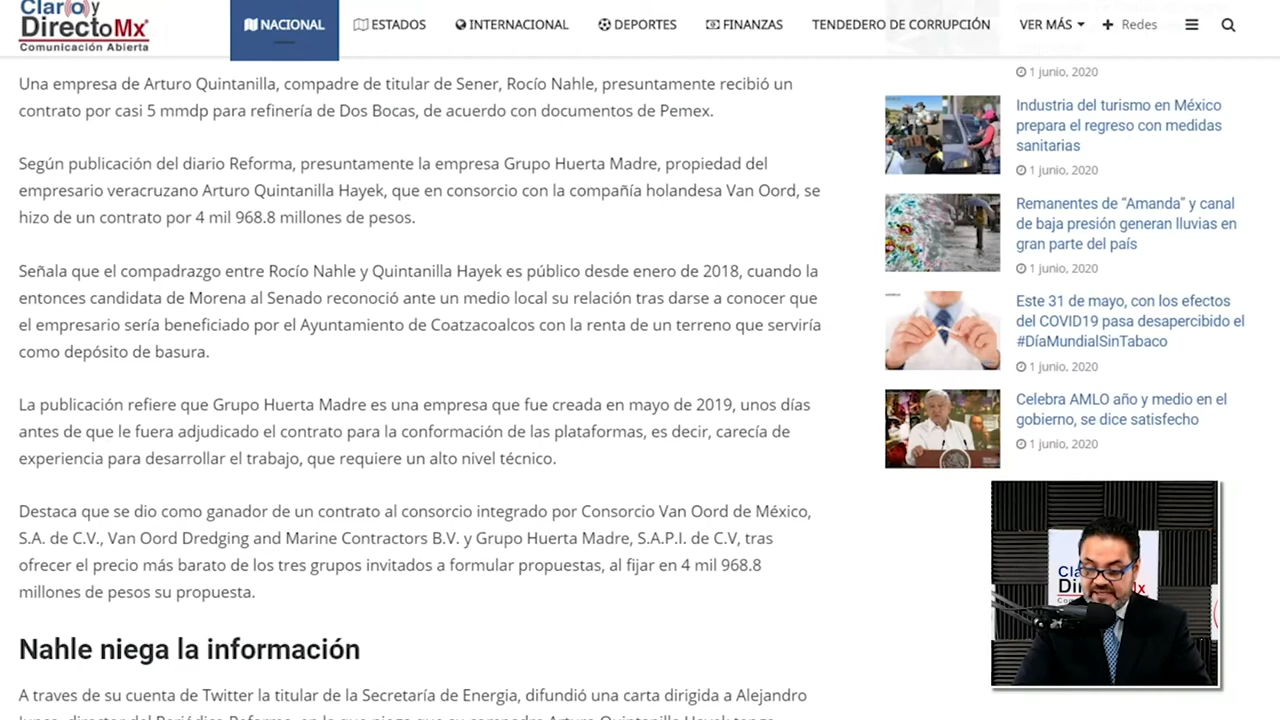 Claro y
DirectoMx
Comunicación Abierta
NACIONAL
ESTADOS
INTERNACIONAL
DEPORTES
FINANZAS
TENDEDERO DE CORRUPCIÓN
VER MÁS
Redes
Una empresa de Arturo Quintanilla, compadre de titular de Sener, Rocío Nahle, presuntamente recibió un
contrato por casi 5 mmdp para refinería de Dos Bocas, de acuerdo con documentos de Pemex.
Según publicación del diario Reforma, presuntamente la empresa Grupo Huerta Madre, propiedad del
empresario veracruzano Arturo Quintanilla Hayek, que en consorcio con la compañía holandesa Van Oord, se
hizo de un contrato por 4 mil 968.8 millones de pesos.
Señala que el compadrazgo entre Rocío Nahle y Quintanilla Hayek es público desde enero de 2018, cuando la
entonces candidata de Morena al Senado reconoció ante un medio local su relación tras darse a conocer que
el empresario sería beneficiado por el Ayuntamiento de Coatzacoalcos con la renta de un terreno que serviría
como depósito de basura.
La publicación refiere que Grupo Huerta Madre es una empresa que fue creada en mayo de 2019, unos días
antes de que le fuera adjudicado el contrato para la conformación de las plataformas, es decir, carecía de
experiencia para desarrollar el trabajo, que requiere un alto nivel técnico.
Destaca que se dio como ganador de un contrato al consorcio integrado por Consorcio Van Oord de México,
S.A. de C.V., Van Oord Dredging and Marine Contractors B.V. y Grupo Huerta Madre, S.A.P.I. de C.V, tras
ofrecer el precio más barato de los tres grupos invitados a formular propuestas, al fijar en 4 mil 968.8
millones de pesos su propuesta.
Nahle niega la información
A traves de su cuenta de Twitter la titular de la Secretaría de Energia, difundió una carta dirigida a Alejandro
1 junio, 2020
Industria del turismo en México
prepara el regreso con medidas
sanitarias
1 junio, 2020
Remanentes de “Amanda” y canal
de baja presión generan lluvias en
gran parte del país
1 junio, 2020
Este 31 de mayo, con los efectos
del COVID19 pasa desapercibido el
#DíaMundialSinTabaco
1 junio, 2020
Celebra AMLO año y medio en el
gobierno, se dice satisfecho
1 junio, 2020